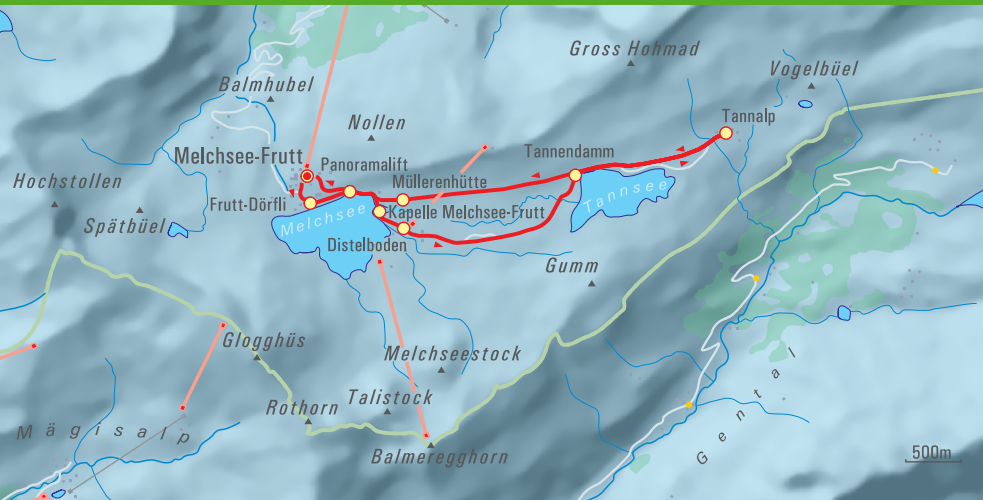 Gross Hohmad
Vogelbüel
Balmhubel
Tannalp
Nollen
Tannendamm
Melchsee-Frutt
Panoramalift
Hochstollen
Müllerenhütte
Tannsee
Frutt-Dörfli
Kapelle Melchsee-Frutt
Melchsee
Spätbüel
Distelboden
Gumm
Glogghüs
Melchseestock
Talistock
Rothorn
Mägisalp
Gental
Balmeregghorn
500m